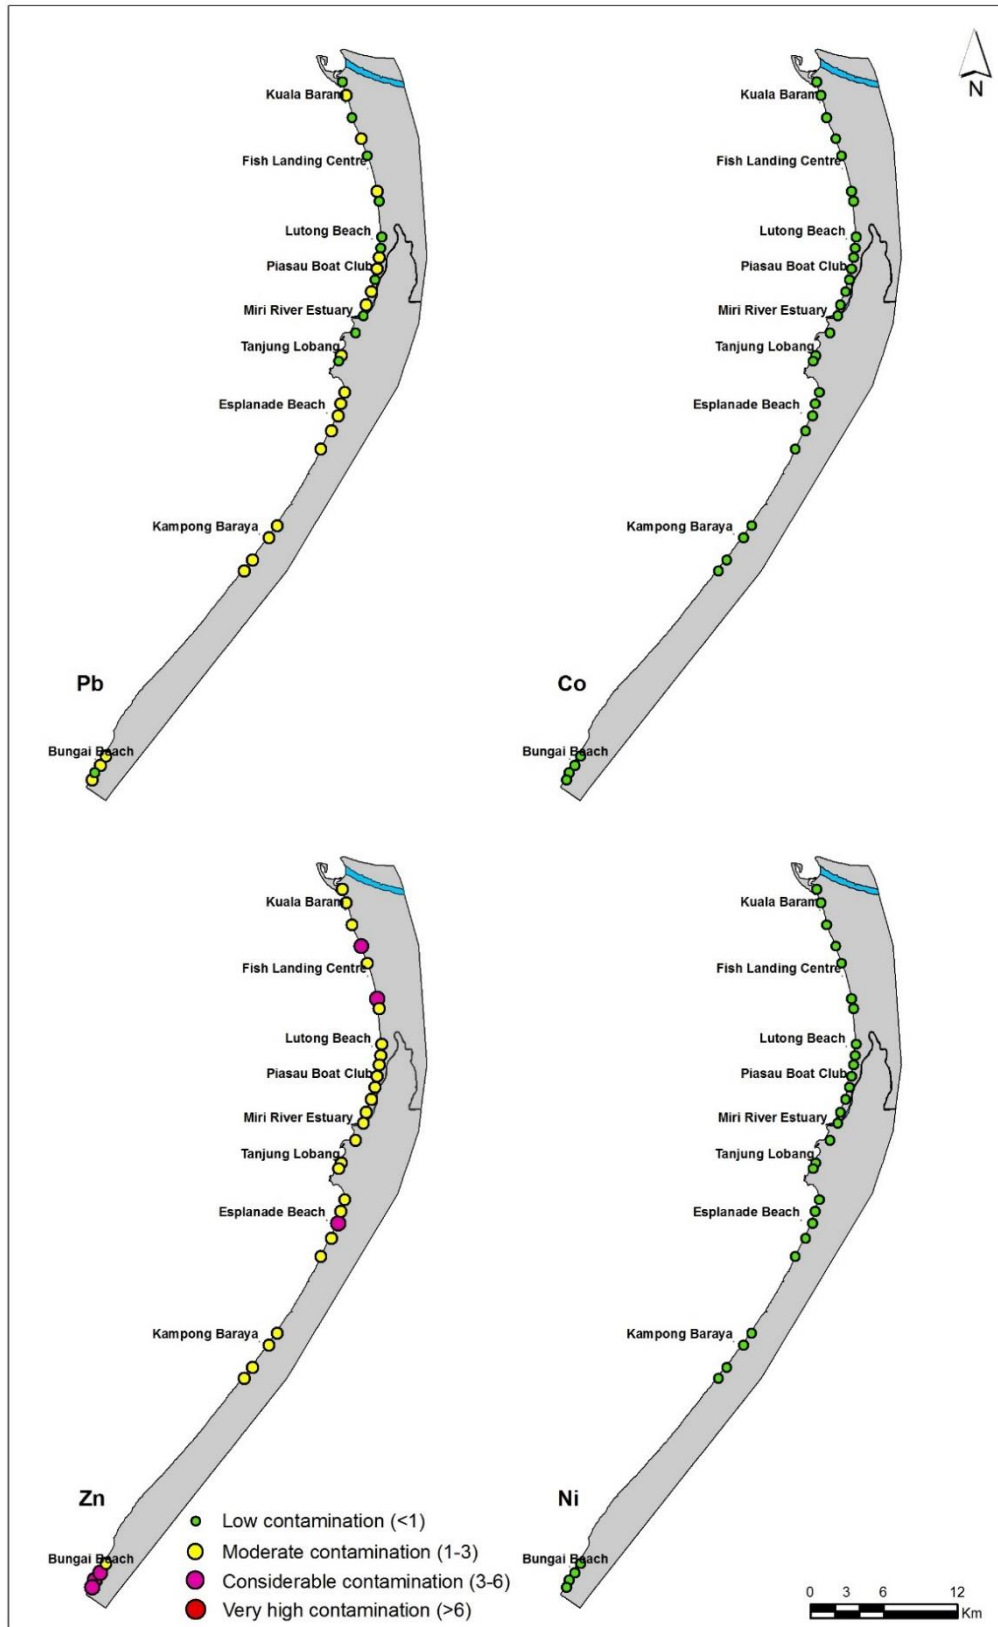 N
Kuala Baram
Fish Landing Centre
Lutong Beach
Piasau Boat Club
Miri River Estuary
Tanjung Lobang
Esplanade Beach
Kampong Baraya
Pb
Bungai Beach
Kuala Baram
Fish Landing Centre
Lutong Beach
Piasau Boat Club
Miri River Estuary
Tanjung Lobang
Esplanade Beach
Kampong Baraya
Co
Bungai Beach
Kuala Baram
Fish Landing Centre
Lutong Beach
Piasau Boat Club
Miri River Estuary
Tanjung Lobang
Esplanade Beach
Kampong Baraya
Zn
Bungai Beach
Kuala Baram
Fish Landing Centre
Lutong Beach
Piasau Boat Club
Miri River Estuary
Tanjung Lobang
Esplanade Beach
Kampong Baraya
Ni
Bungai Beach
Low contamination (<1)
Moderate contamination (1-3)
Considerable contamination (3-6)
Very high contamination (>6)
0 3 6 12
Km